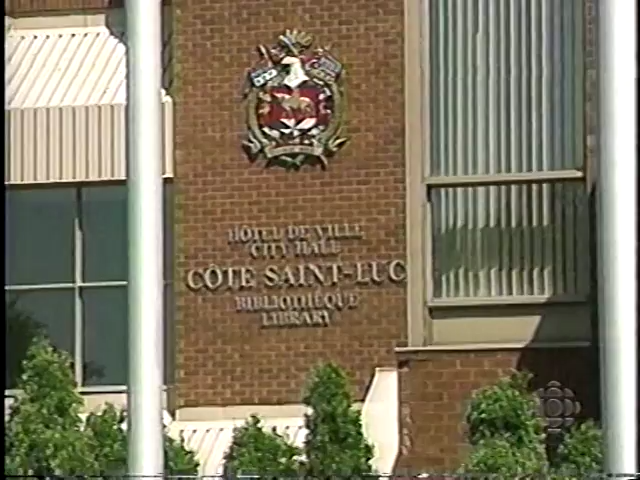 HÔTEL DE VILLE
CITY HALL
CÔTE SAINT-LUC
BIBLIOTHÈQUE
LIBRARY